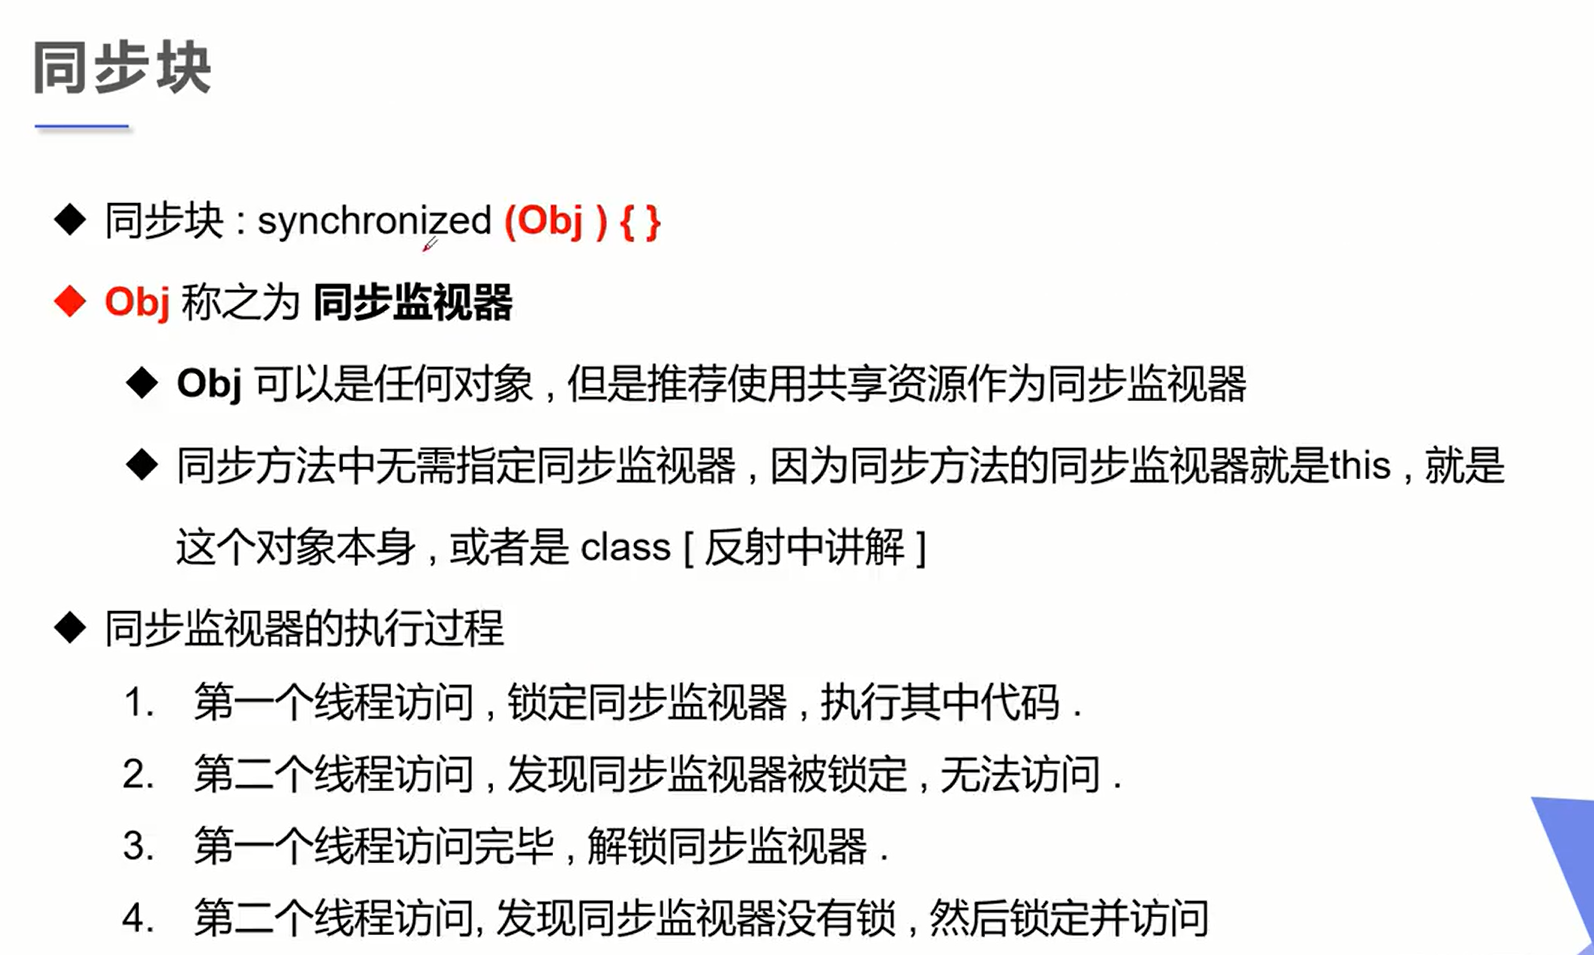 同步块
同步块 : synchronized (Obj ) { }
Obj 称之为 同步监视器
Obj 可以是任何对象 , 但是推荐使用共享资源作为同步监视器
同步方法中无需指定同步监视器 , 因为同步方法的同步监视器就是this , 就是
这个对象本身 , 或者是 class [ 反射中讲解 ]
同步监视器的执行过程
1. 第一个线程访问 , 锁定同步监视器 , 执行其中代码 .
2. 第二个线程访问 , 发现同步监视器被锁定 , 无法访问 .
3. 第一个线程访问完毕 , 解锁同步监视器 .
4. 第二个线程访问, 发现同步监视器没有锁 , 然后锁定并访问